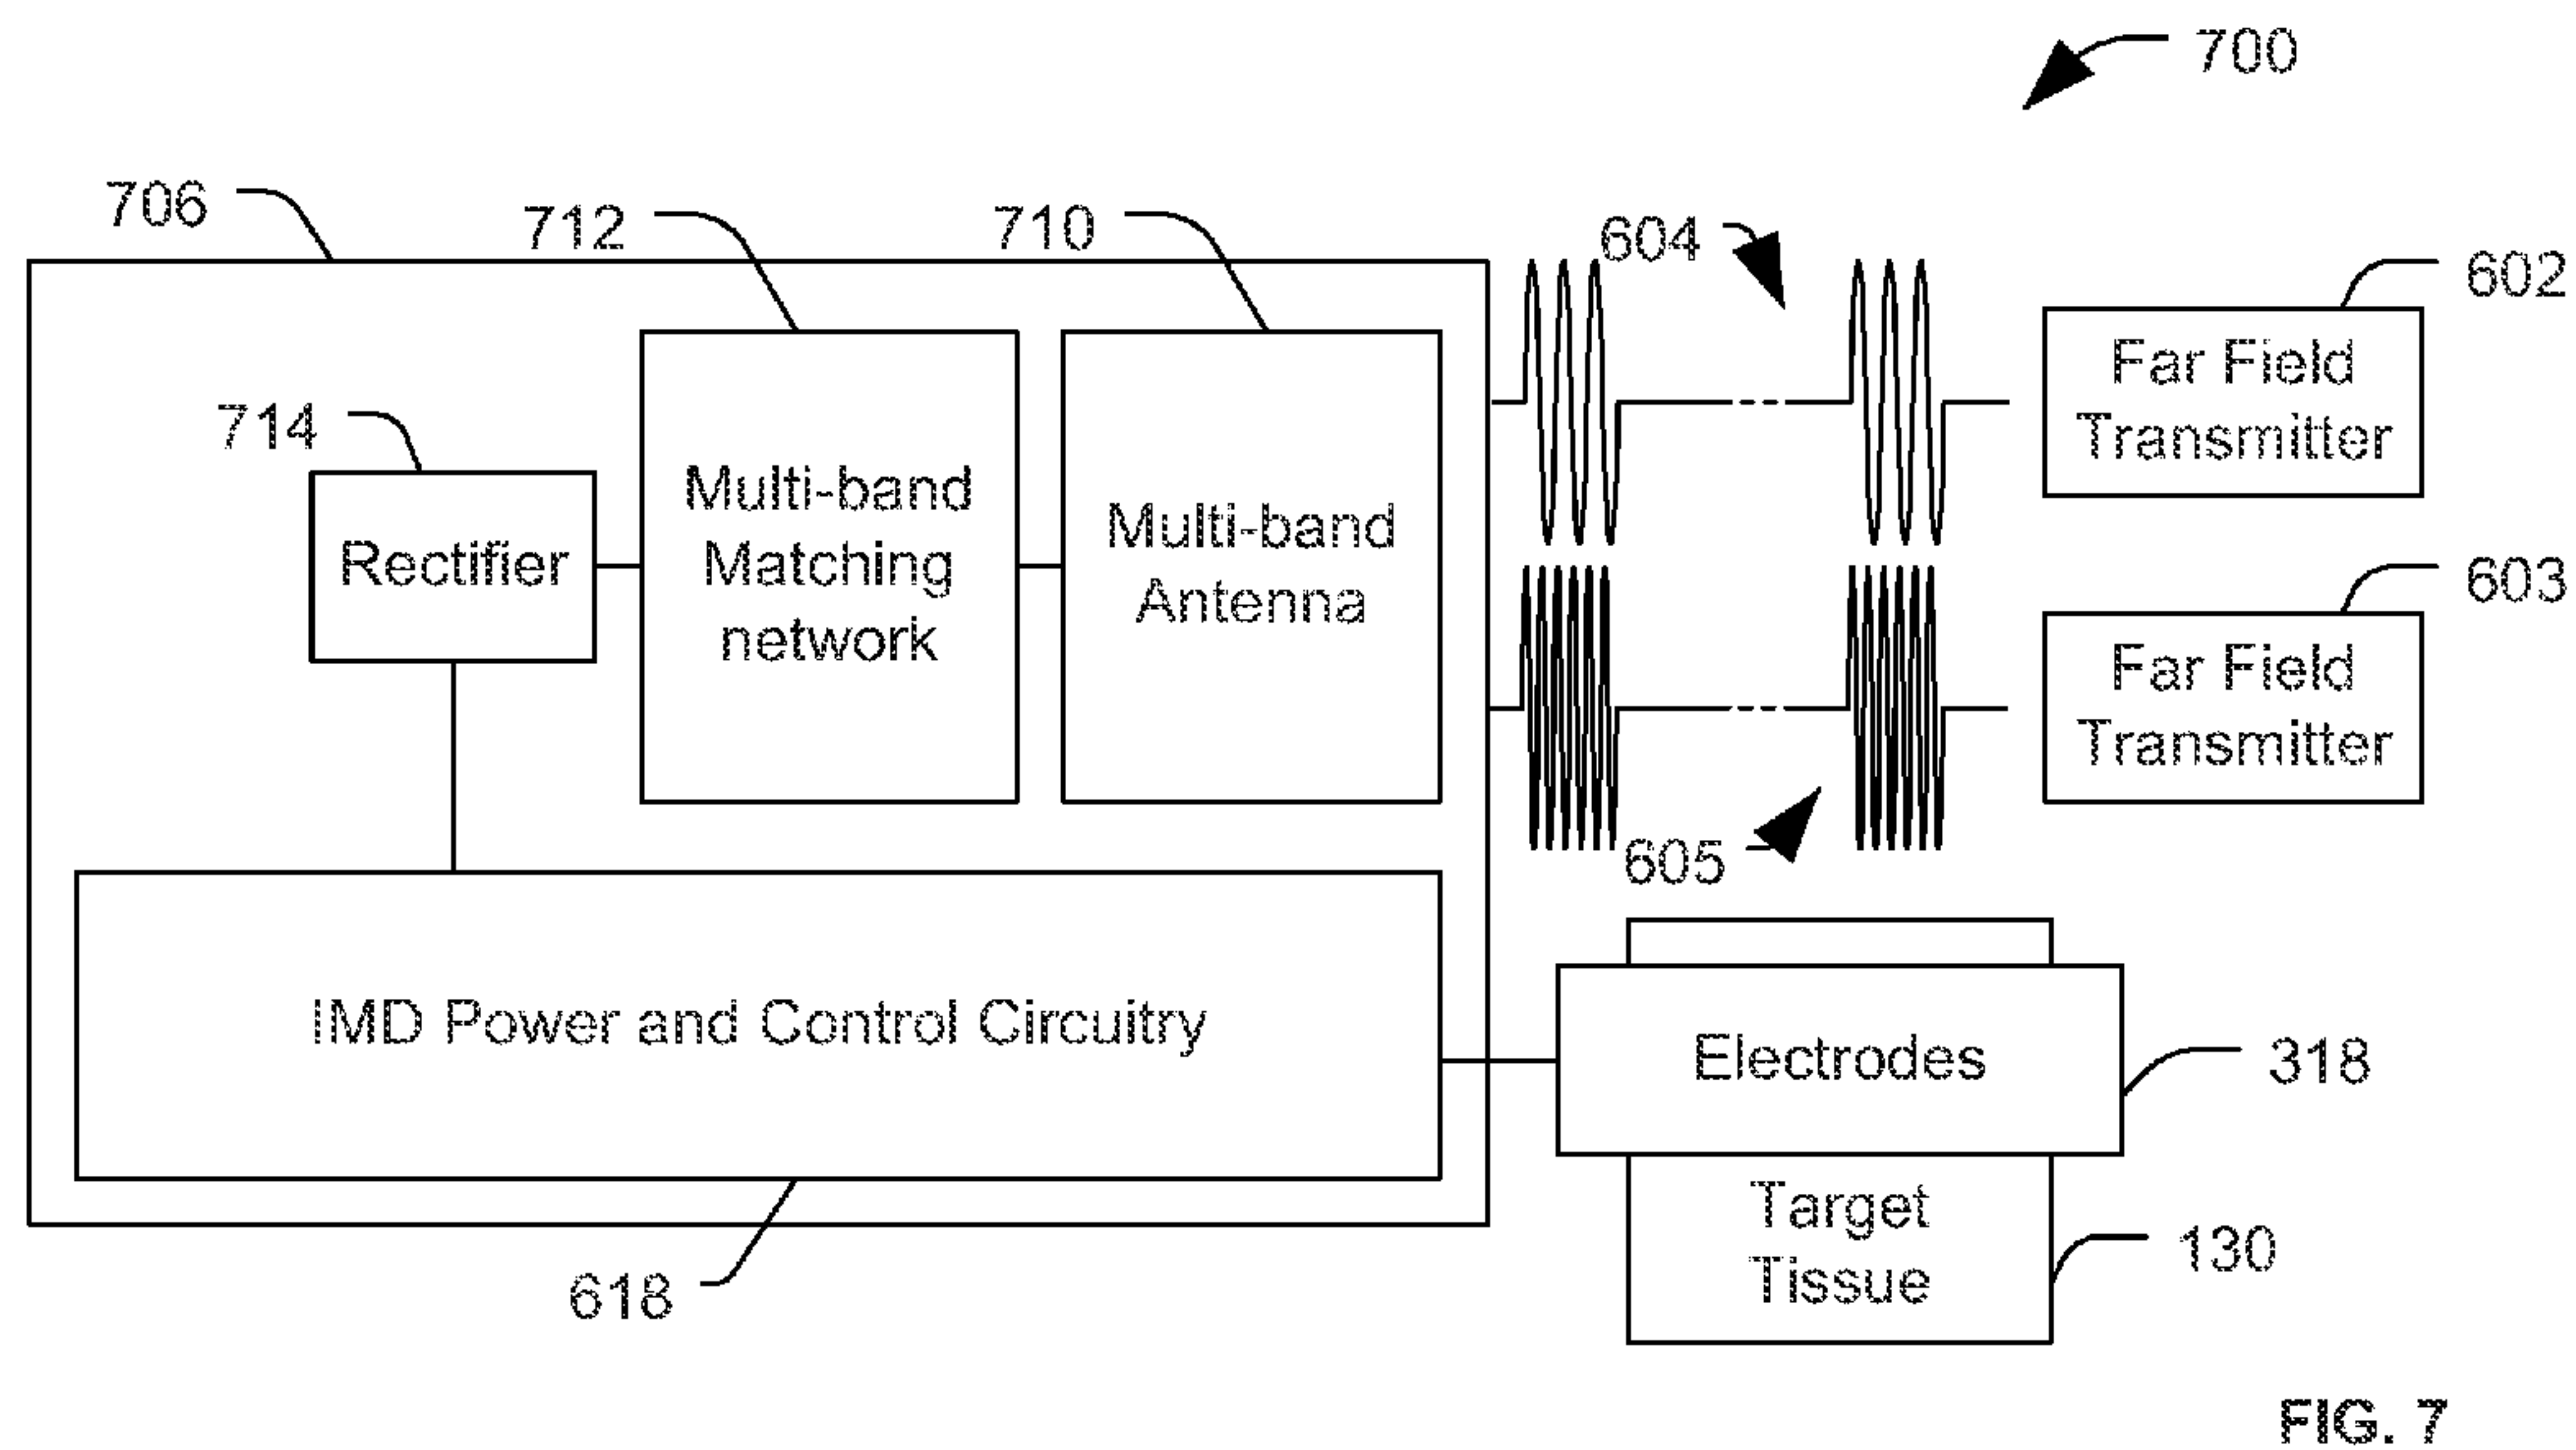 700
706
712
710
604
602
Far Field
Transmitter
714
Rectifier
Multi-band
Matching
network
Multi-band
Antenna
603
Far Field
Transmitter
605
IMD Power and Control Circuitry
Electrodes
318
Target
Tissue
130
618
FIG. 7